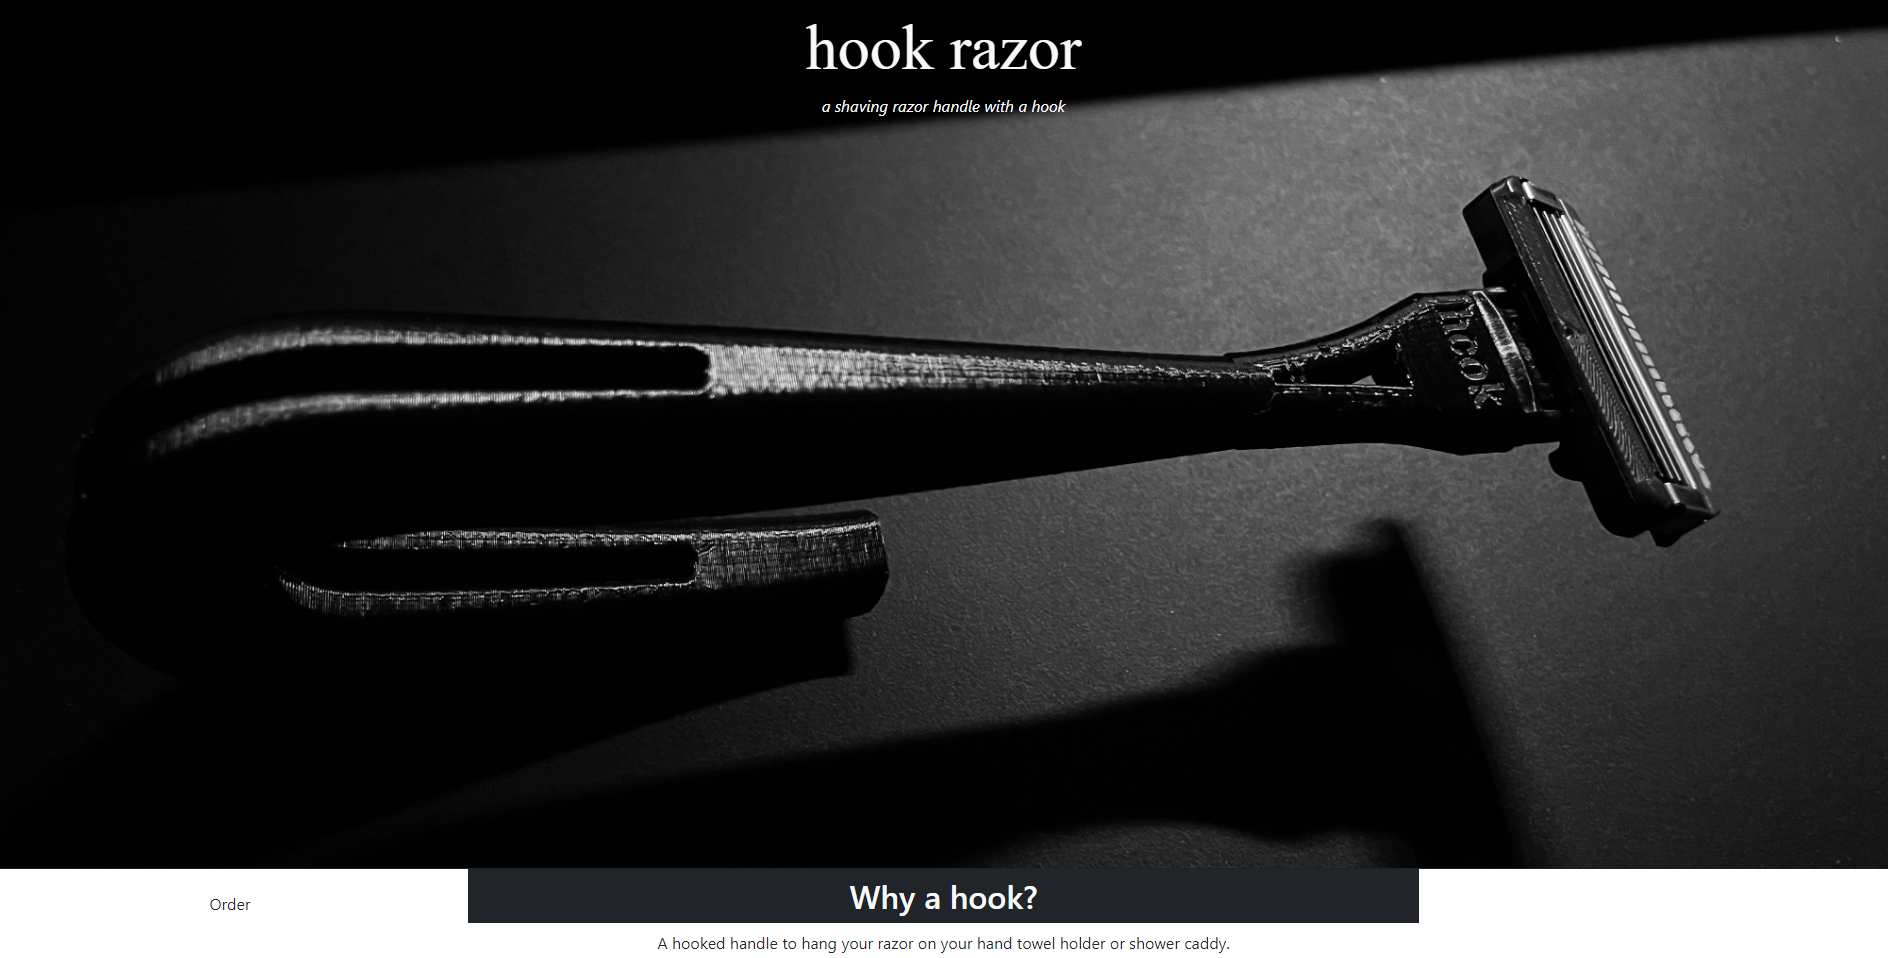 hook razor
a shaving razor handle with a hook
hook
Order
Why a hook?
A hooked handle to hang your razor on your hand towel holder or shower caddy.